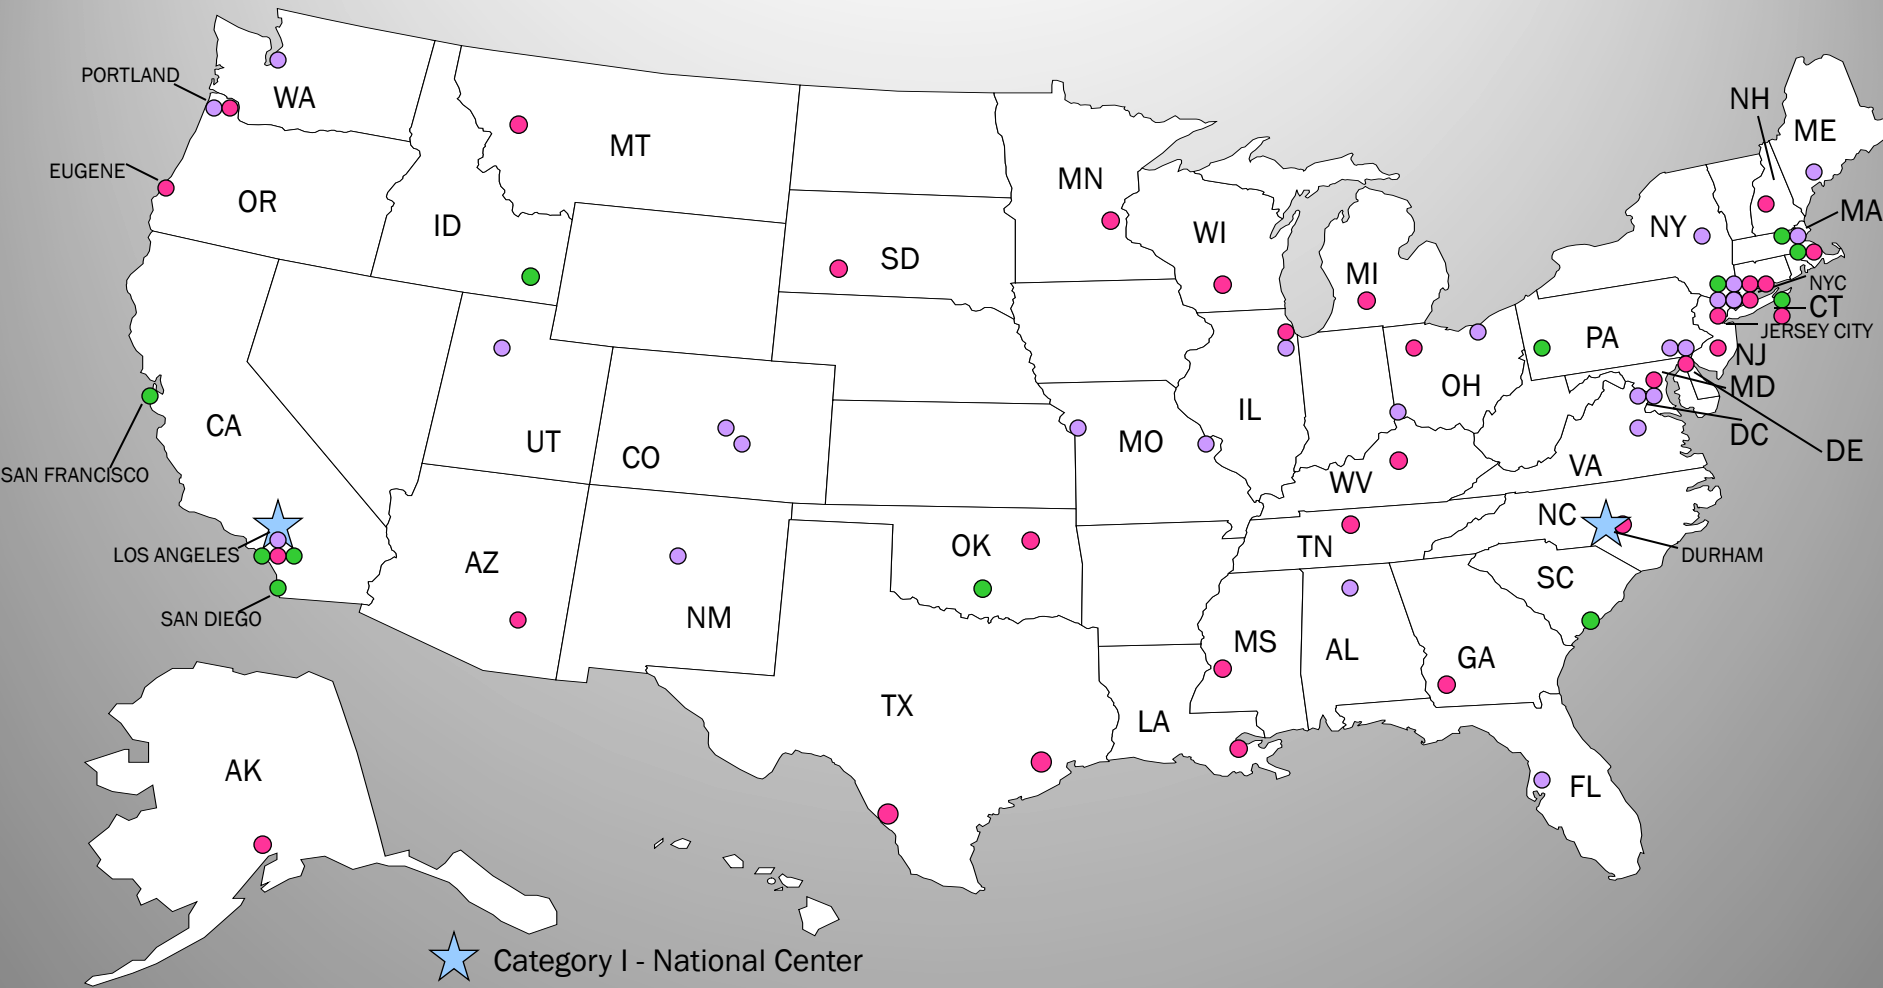 NH
ME
PORTLAND
WA
MT
EUGENE
OR
ID
MN
WI
NY
MA
SD
MI
NYC
CT
JERSEY CITY
PA
NJ
MD
OH
IL
CA
UT
CO
MO
DC
DE
SAN FRANCISCO
VA
WV
NC
LOS ANGELES
AZ
OK
TN
DURHAM
SC
SAN DIEGO
NM
MS
AL
GA
TX
LA
AK
FL
Category I - National Center